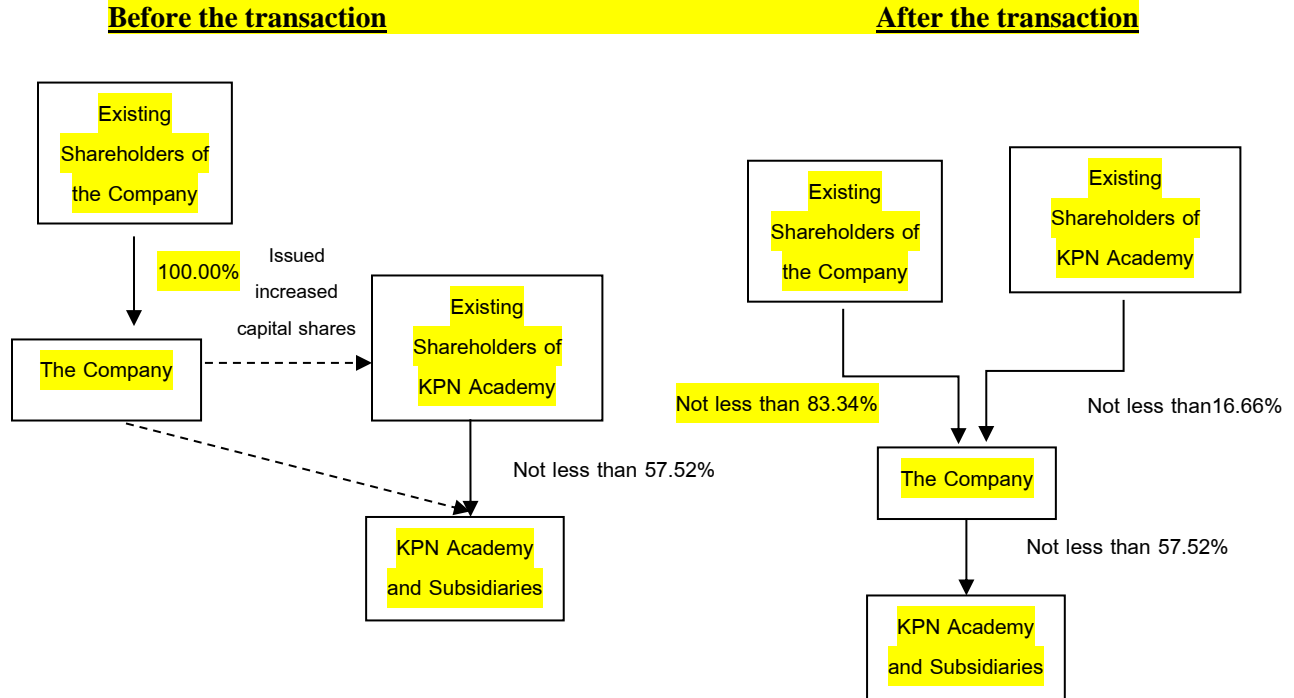 Before the transaction
After the transaction
Existing
Shareholders of
the Company
100.00%
Issued
increased
capital shares
The Company
Existing
Shareholders of
KPN Academy
Not less than 57.52%
KPN Academy
and Subsidiaries
Existing
Shareholders of
the Company
Existing
Shareholders of
KPN Academy
Not less than 83.34%
Not less than16.66%
The Company
Not less than 57.52%
KPN Academy
and Subsidiaries